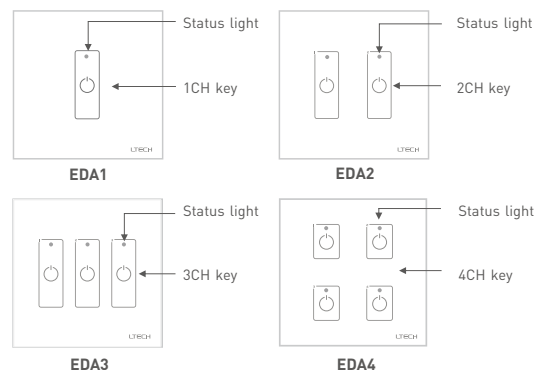 Status light
1CH key
LTECH
EDA1
Status light
2CH key
LTECH
EDA2
Status light
3CH key
LTECH
EDA3
Status light
4CH key
LTECH
EDA4